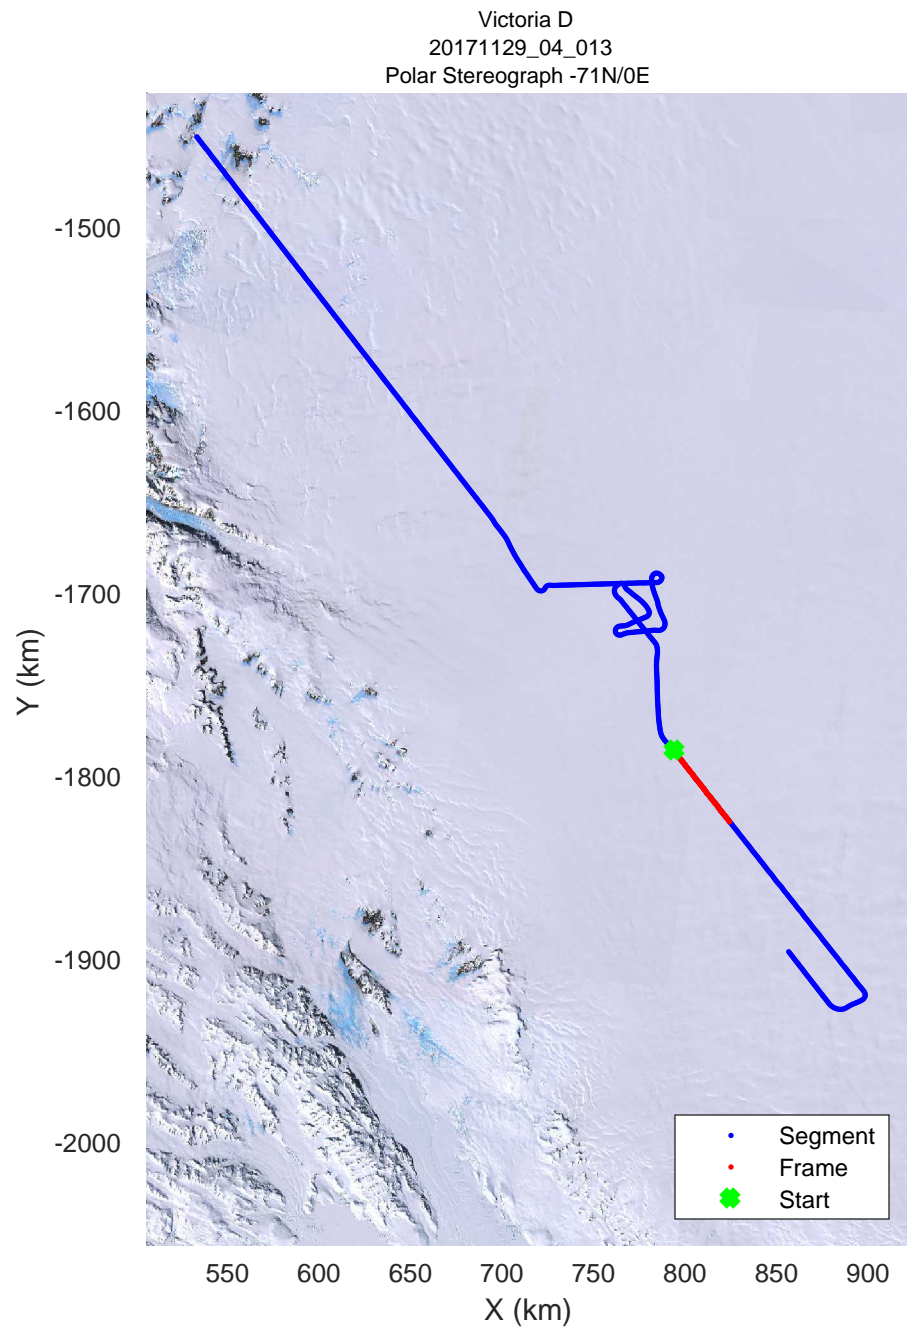 Victoria D
20171129_04_013
Polar Stereograph -71N/0E
-1500
-1600
-1700
-1800
-1900
-2000
Y (km)
Segment
Frame
Start
550 600 650 700 750 800 850 900
X (km)